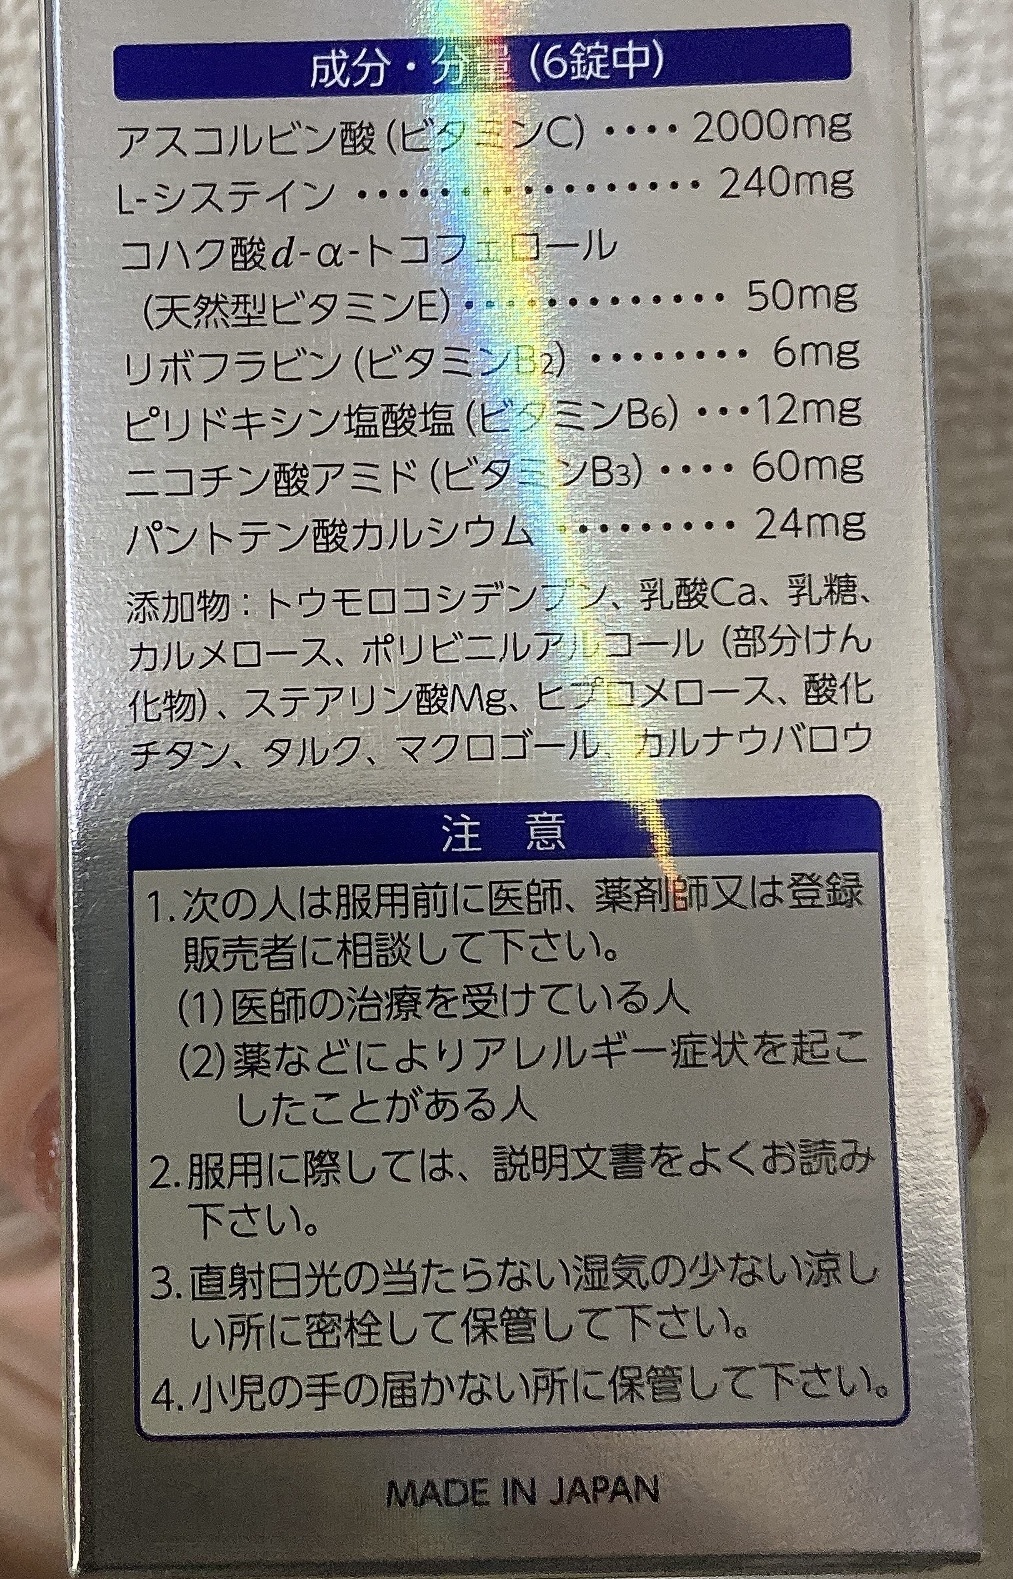 成分・分量 (6錠中)
アスコルビン酸(ビタミンC) ････ 2000mg
L-システイン ･････････････････ 240mg
コハク酸d-α-トコフェロール
(天然型ビタミンE) ･････････････ 50mg
リボフラビン(ビタミンB2) ････････ 6mg
ピリドキシン塩酸塩(ビタミンB6) ･･･12mg
ニコチン酸アミド(ビタミンB3) ････ 60mg
パントテン酸カルシウム ･････････ 24mg
添加物：トウモロコシデンプン、乳酸Ca、乳糖、
カルメロース、ポリビニルアルコール（部分けん
化物）、ステアリン酸Mg、ヒプロメロース、酸化
チタン、タルク、マクロゴール、カルナウバロウ
注 意
1.次の人は服用前に医師、薬剤師又は登録
販売者に相談して下さい。
(1)医師の治療を受けている人
(2)薬などによりアレルギー症状を起こ
したことがある人
2.服用に際しては、説明文書をよくお読み
下さい。
3.直射日光の当たらない湿気の少ない涼し
い所に密栓して保管して下さい。
4.小児の手の届かない所に保管して下さい。
MADE IN JAPAN